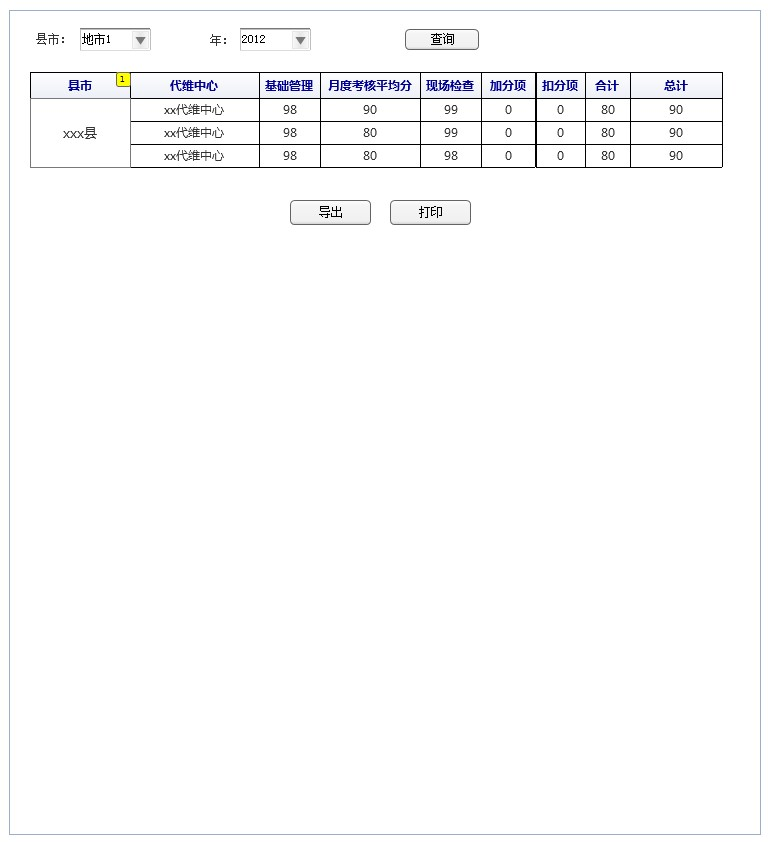 县市： 地市1 年： 2012 查询
县市 1 代维中心 基础管理 月度考核平均分 现场检查 加分项 扣分项 合计 总计
xx代维中心 98 90 99 0 0 80 90
xxx县 xx代维中心 98 80 99 0 0 80 90
xx代维中心 98 80 98 0 0 80 90
导出 打印